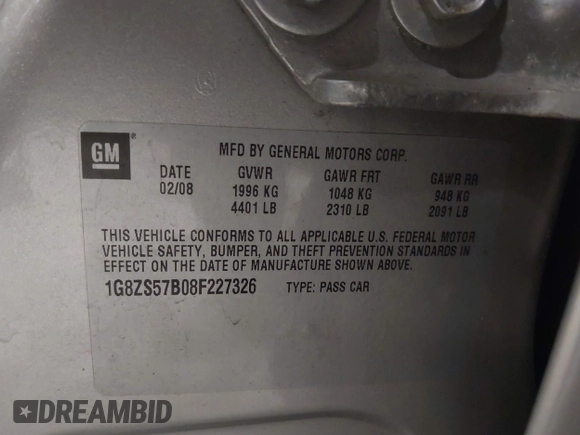 GM ®
MFD BY GENERAL MOTORS CORP.
DATE GVWR GAWR FRT GAWR RR
02/08 1996 KG 1048 KG 948 KG
4401 LB 2310 LB 2091 LB
THIS VEHICLE CONFORMS TO ALL APPLICABLE U.S. FEDERAL MOTOR
VEHICLE SAFETY, BUMPER, AND THEFT PREVENTION STANDARDS IN
EFFECT ON THE DATE OF MANUFACTURE SHOWN ABOVE.
1G8ZS57B08F227326 TYPE: PASS CAR
DREAMBID